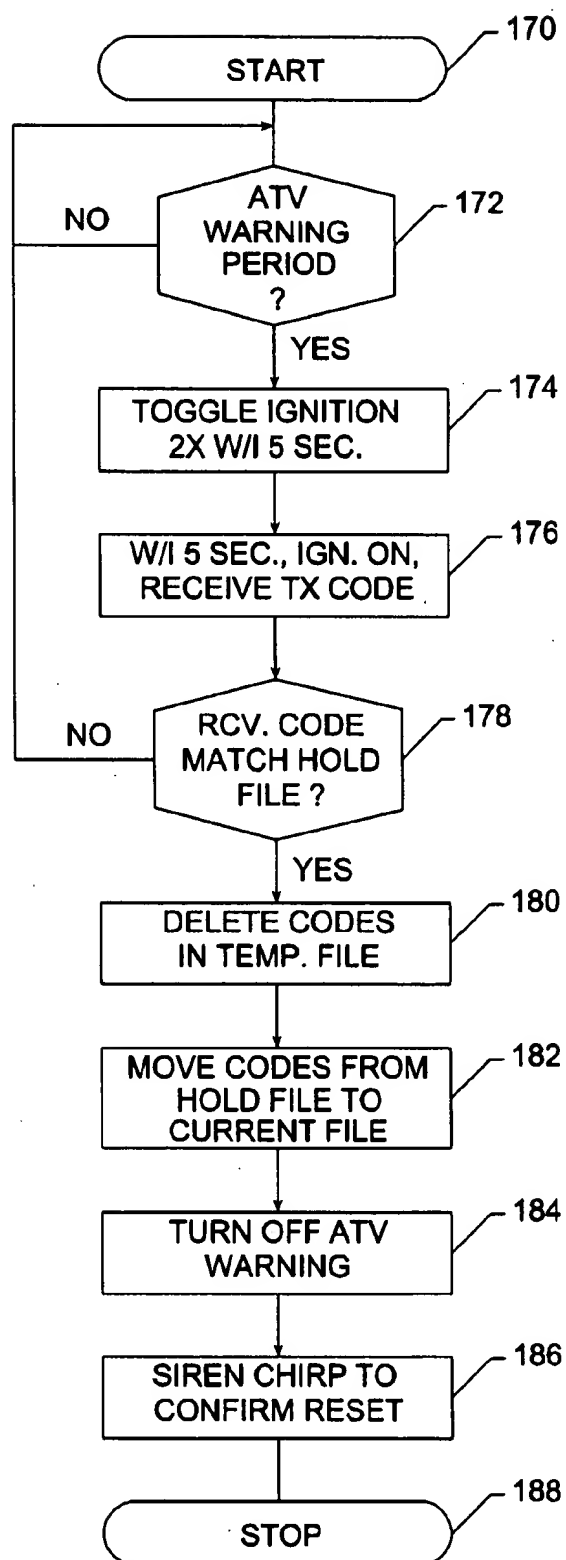 START
170
ATV
WARNING
PERIOD
?
172
NO
YES
TOGGLE IGNITION
2X W/I 5 SEC.
174
W/I 5 SEC., IGN. ON,
RECEIVE TX CODE
176
RCV. CODE
MATCH HOLD
FILE ?
178
NO
YES
DELETE CODES
IN TEMP. FILE
180
MOVE CODES FROM
HOLD FILE TO
CURRENT FILE
182
TURN OFF ATV
WARNING
184
SIREN CHIRP TO
CONFIRM RESET
186
STOP
188